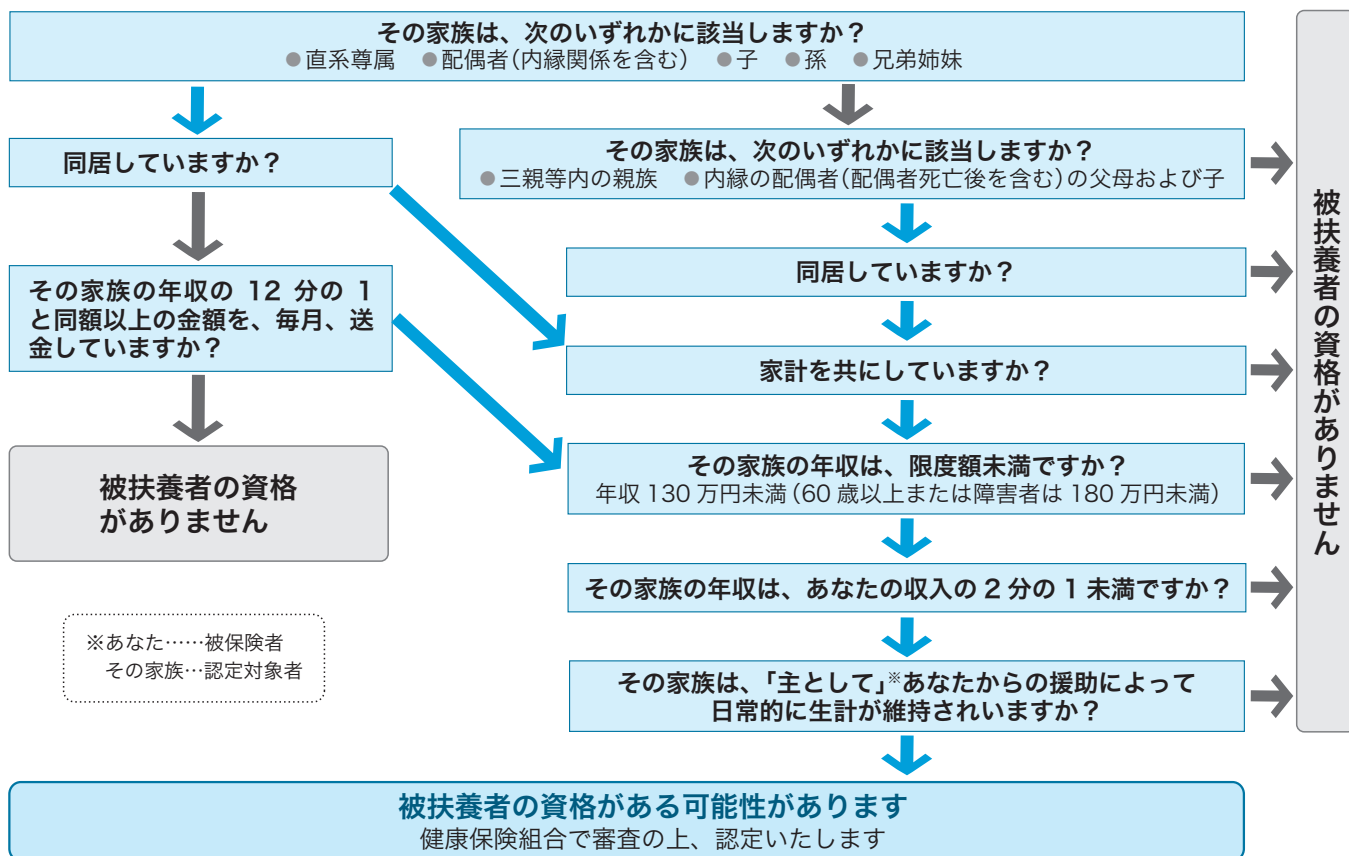 その家族は、次のいずれかに該当しますか？
●直系尊属 ●配偶者(内縁関係を含む) ●子 ●孫 ●兄弟姉妹
同居していますか？
その家族は、次のいずれかに該当しますか？
●三親等内の親族 ●内縁の配偶者(配偶者死亡後を含む)の父母および子
同居していますか？
その家族の年収の 12 分の 1
と同額以上の金額を、毎月、送
金していますか？
家計を共にしていますか？
被扶養者の資格
がありません
その家族の年収は、限度額未満ですか？
年収 130 万円未満(60 歳以上または障害者は 180 万円未満)
その家族の年収は、あなたの収入の 2 分の 1 未満ですか？
※あなた……被保険者
その家族…認定対象者
その家族は、「主として」※あなたからの援助によって
日常的に生計が維持されいますか？
被扶養者の資格がありません
被扶養者の資格がある可能性があります
健康保険組合で審査の上、認定いたします